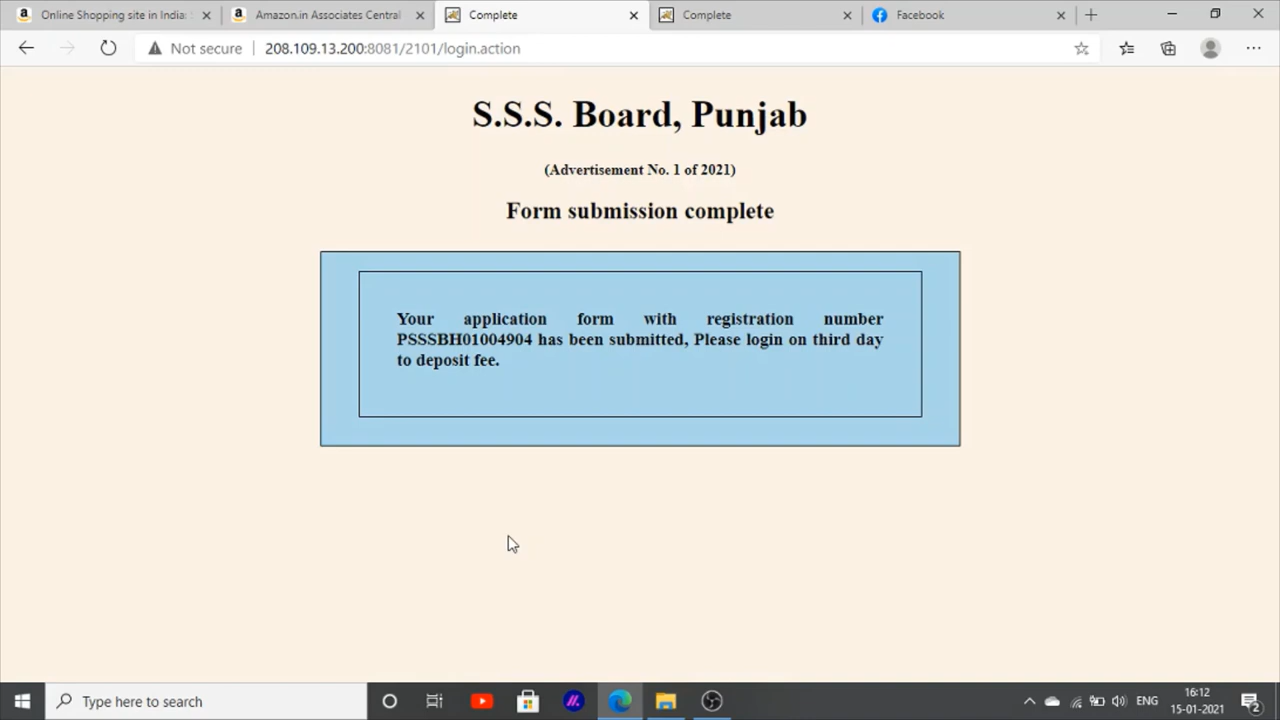 Online Shopping site in India:
Amazon.in Associates Central
Complete
Complete
Facebook
Not secure
208.109.13.200:8081/2101/login.action
S.S.S. Board, Punjab
(Advertisement No. 1 of 2021)
Form submission complete
Your application form with registration number
PSSSBH01004904 has been submitted, Please login on third day
to deposit fee.
Type here to search
ENG
16:12
15-01-2021
2